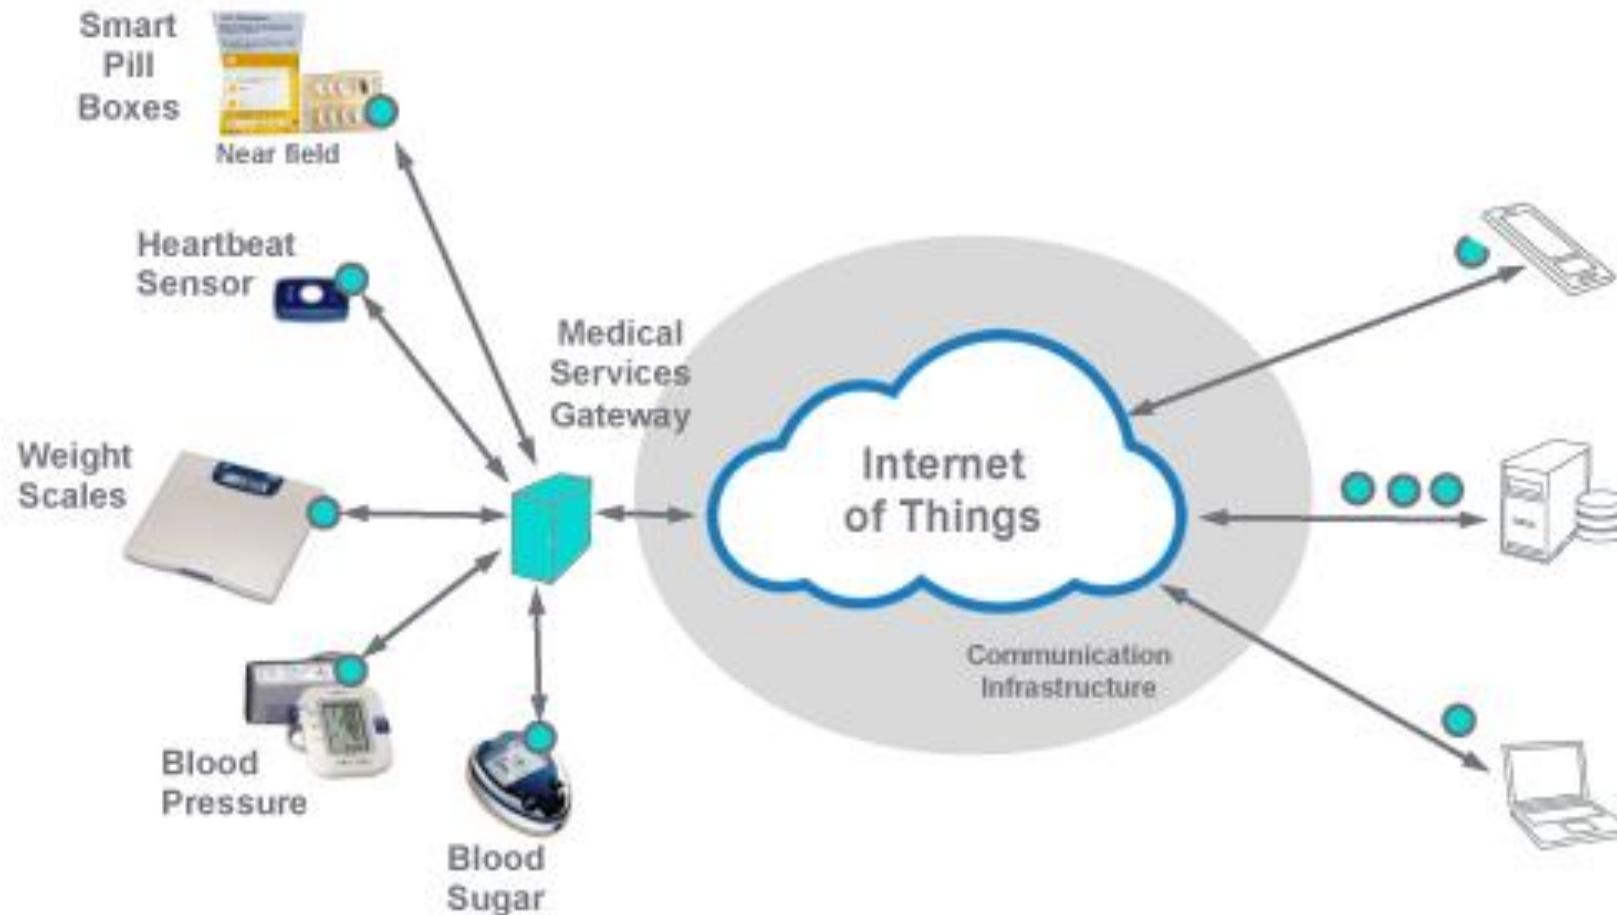 Smart
Pill
Boxes
Near field
Heartbeat
Sensor
Medical
Services
Gateway
Weight
Scales
Internet
of Things
Communication
Infrastructure
Blood
Pressure
Blood
Sugar